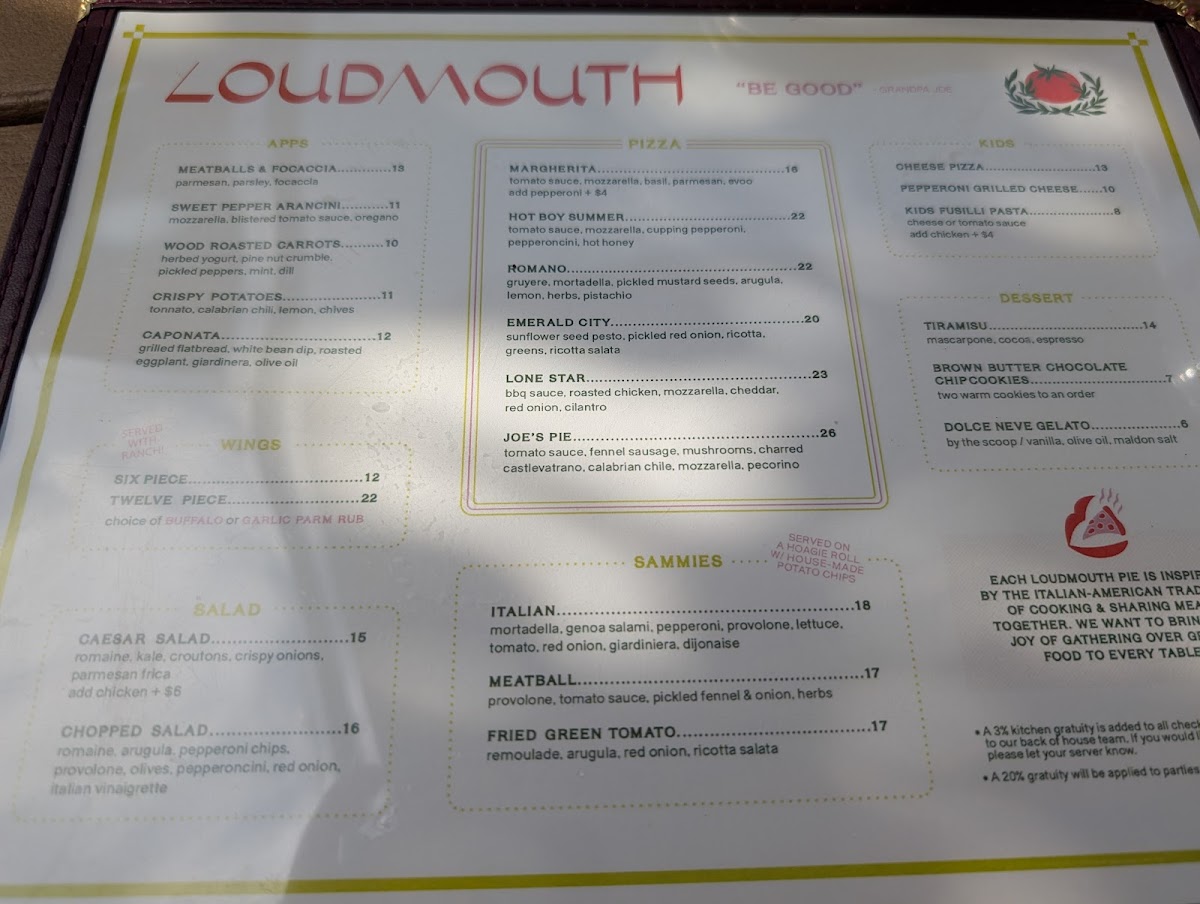 LOUDMOUTH
"BE GOOD" - GRANDPA JOE
APPS
MEATBALLS & FOCACCIA.............13
parmesan, parsley, focaccia
SWEET PEPPER ARANCINI...........11
mozzarella, blistered tomato sauce, oregano
WOOD ROASTED CARROTS..........10
herbed yogurt, pine nut crumble,
pickled peppers, mint, dill
CRISPY POTATOES.......................11
tonnato, calabrian chili, lemon, chives
CAPONATA....................................12
grilled flatbread, white bean dip, roasted
eggplant, giardinera, olive oil
SERVED
WITH
RANCH!
WINGS
SIX PIECE.........................................12
TWELVE PIECE...............................22
choice of BUFFALO or GARLIC PARM RUB
SALAD
CAESAR SALAD...........................15
romaine, kale, croutons, crispy onions,
parmesan frica
add chicken + $6
CHOPPED SALAD..........................16
romaine, arugula, pepperoni chips,
provolone, olives, pepperoncini, red onion,
italian vinaigrette
PIZZA
MARGHERITA.............................................16
tomato sauce, mozzarella, basil, parmesan, evoo
add pepperoni + $4
HOT BOY SUMMER.......................................22
tomato sauce, mozzarella, cupping pepperoni,
pepperoncini, hot honey
ROMANO......................................................22
gruyere, mortadella, pickled mustard seeds, arugula,
lemon, herbs, pistachio
EMERALD CITY............................................20
sunflower seed pesto, pickled red onion, ricotta,
greens, ricotta salata
LONE STAR...................................................23
bbq sauce, roasted chicken, mozzarella, cheddar,
red onion, cilantro
JOE'S PIE......................................................26
tomato sauce, fennel sausage, mushrooms, charred
castlevatrano, calabrian chile, mozzarella, pecorino
SAMMIES
SERVED ON
A HOAGIE ROLL
W/ HOUSE-MADE
POTATO CHIPS
ITALIAN..........................................................18
mortadella, genoa salami, pepperoni, provolone, lettuce,
tomato, red onion, giardiniera, dijonaise
MEATBALL......................................................17
provolone, tomato sauce, pickled fennel & onion, herbs
FRIED GREEN TOMATO....................................17
remoulade, arugula, red onion, ricotta salata
KIDS
CHEESE PIZZA...........................13
PEPPERONI GRILLED CHEESE......10
KIDS FUSILLI PASTA.....................8
cheese or tomato sauce
add chicken + $4
DESSERT
TIRAMISU......................................14
mascarpone, cocoa, espresso
BROWN BUTTER CHOCOLATE
CHIPCOOKIES.................................7
two warm cookies to an order
DOLCE NEVE GELATO.....................6
by the scoop / vanilla, olive oil, maldon salt
EACH LOUDMOUTH PIE IS INSPIR
BY THE ITALIAN-AMERICAN TRAD
OF COOKING & SHARING MEA
TOGETHER. WE WANT TO BRIN
JOY OF GATHERING OVER GR
FOOD TO EVERY TABLE
• A 3% kitchen gratuity is added to all check
to our back of house team. If you would l
please let your server know.
• A 20% gratuity will be applied to parties